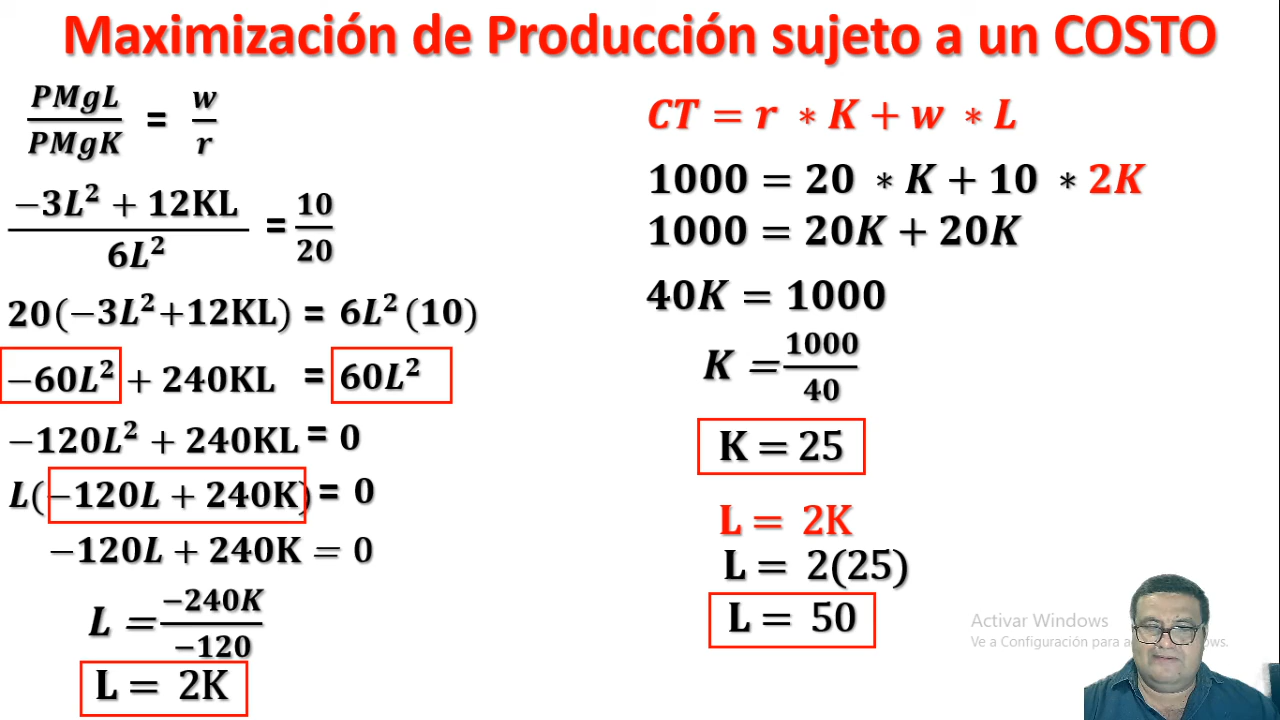 Maximización de Producción sujeto a un COSTO
PMgL/PMgK = w/r
(−3L² + 12KL)/6L² = 10/20
20(−3L²+12KL) = 6L²(10)
−60L² + 240KL = 60L²
−120L² + 240KL = 0
L(−120L + 240K) = 0
−120L + 240K = 0
L = −240K/−120
L = 2K
CT = r * K + w * L
1000 = 20 * K + 10 * 2K
1000 = 20K + 20K
40K = 1000
K = 1000/40
K = 25
L = 2K
L = 2(25)
L = 50
Activar Windows
Ve a Configuración para